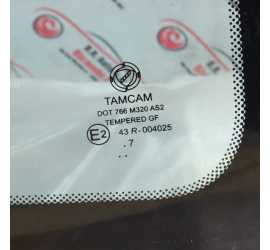 TAMCAM
DOT 766 M320 AS2
TEMPERED GF
E2 43 R-004025
.7
..